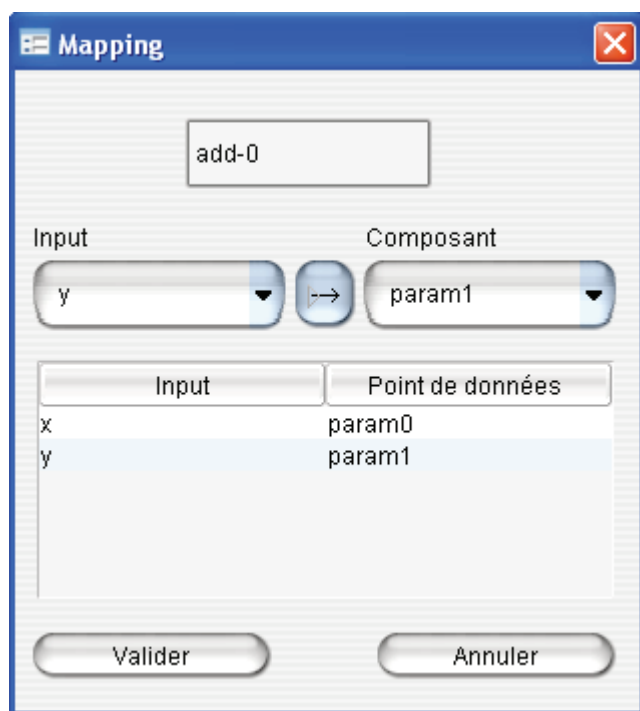 Mapping
add-0
Input Composant
y param1
Input Point de données
x param0
y param1
Valider Annuler